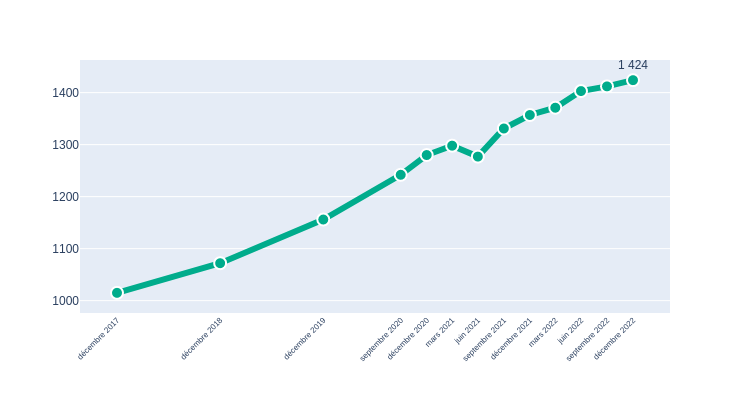 1 424
1400
1300
1200
1100
1000
décembre 2017
décembre 2018
décembre 2019
septembre 2020
décembre 2020
mars 2021
juin 2021
septembre 2021
décembre 2021
mars 2022
juin 2022
septembre 2022
décembre 2022